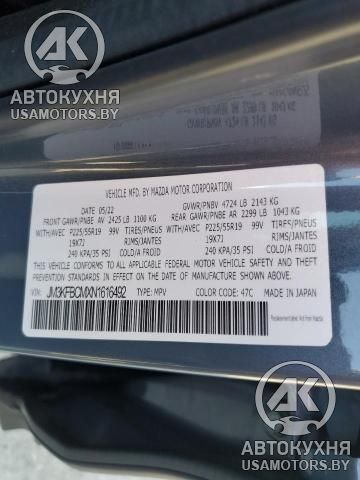 АВТОКУХНЯ
USAMOTORS.BY
АВТОКУХНЯ
USAMOTORS.BY
VEHICLE MFD. BY MAZDA MOTOR CORPORATION
DATE: 05/22 GVWR/PNBV 4724 LB 2143 KG
FRONT GAWR/PNBE AV 2425 LB 1100 KG REAR GAWR/PNBE AR 2299 LB 1043 KG
WITH/AVEC P225/55R19 99V TIRES/PNEUS WITH/AVEC P225/55R19 99V TIRES/PNEUS
19X7J RIMS/JANTES 19X7J RIMS/JANTES
240 KPA/35 PSI COLD/A FROID 240 KPA/35 PSI COLD/A FROID
THIS VEHICLE CONFORMS TO ALL APPLICABLE FEDERAL MOTOR VEHICLE SAFETY, BUMPER, AND THEFT PREVENTION
STANDARDS IN EFFECT ON THE DATE OF MANUFACTURE SHOWN ABOVE.
VIN: JM3KFBCMXN1616492 TYPE: MPV COLOR CODE: 47C MADE IN JAPAN
АВТОКУХНЯ
USAMOTORS.BY